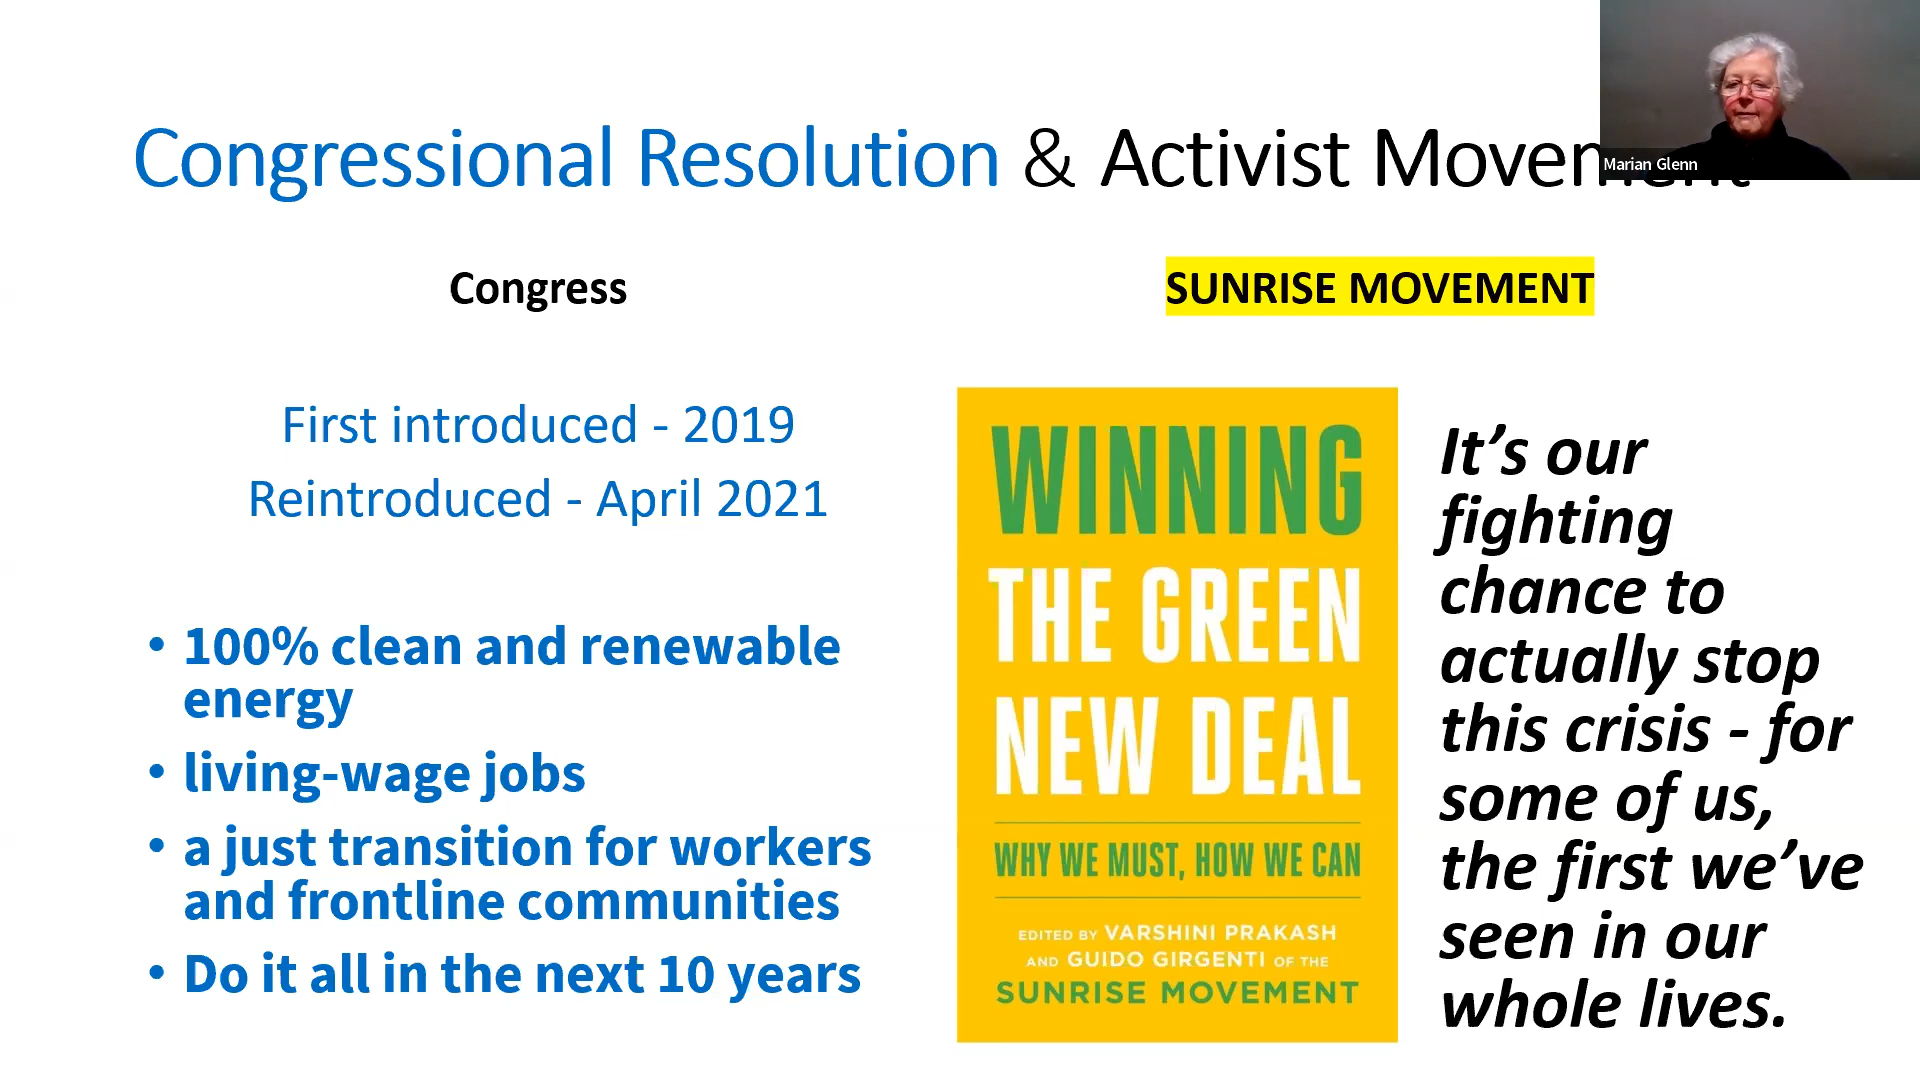 Congressional Resolution & Activist Movement
Marian Glenn
Congress
First introduced - 2019
Reintroduced - April 2021
• 100% clean and renewable
energy
• living-wage jobs
• a just transition for workers
and frontline communities
• Do it all in the next 10 years
SUNRISE MOVEMENT
WINNING
THE GREEN
NEW DEAL
WHY WE MUST, HOW WE CAN
EDITED BY VARSHINI PRAKASH
AND GUIDO GIRGENTI OF THE
SUNRISE MOVEMENT
It’s our
fighting
chance to
actually stop
this crisis - for
some of us,
the first we’ve
seen in our
whole lives.